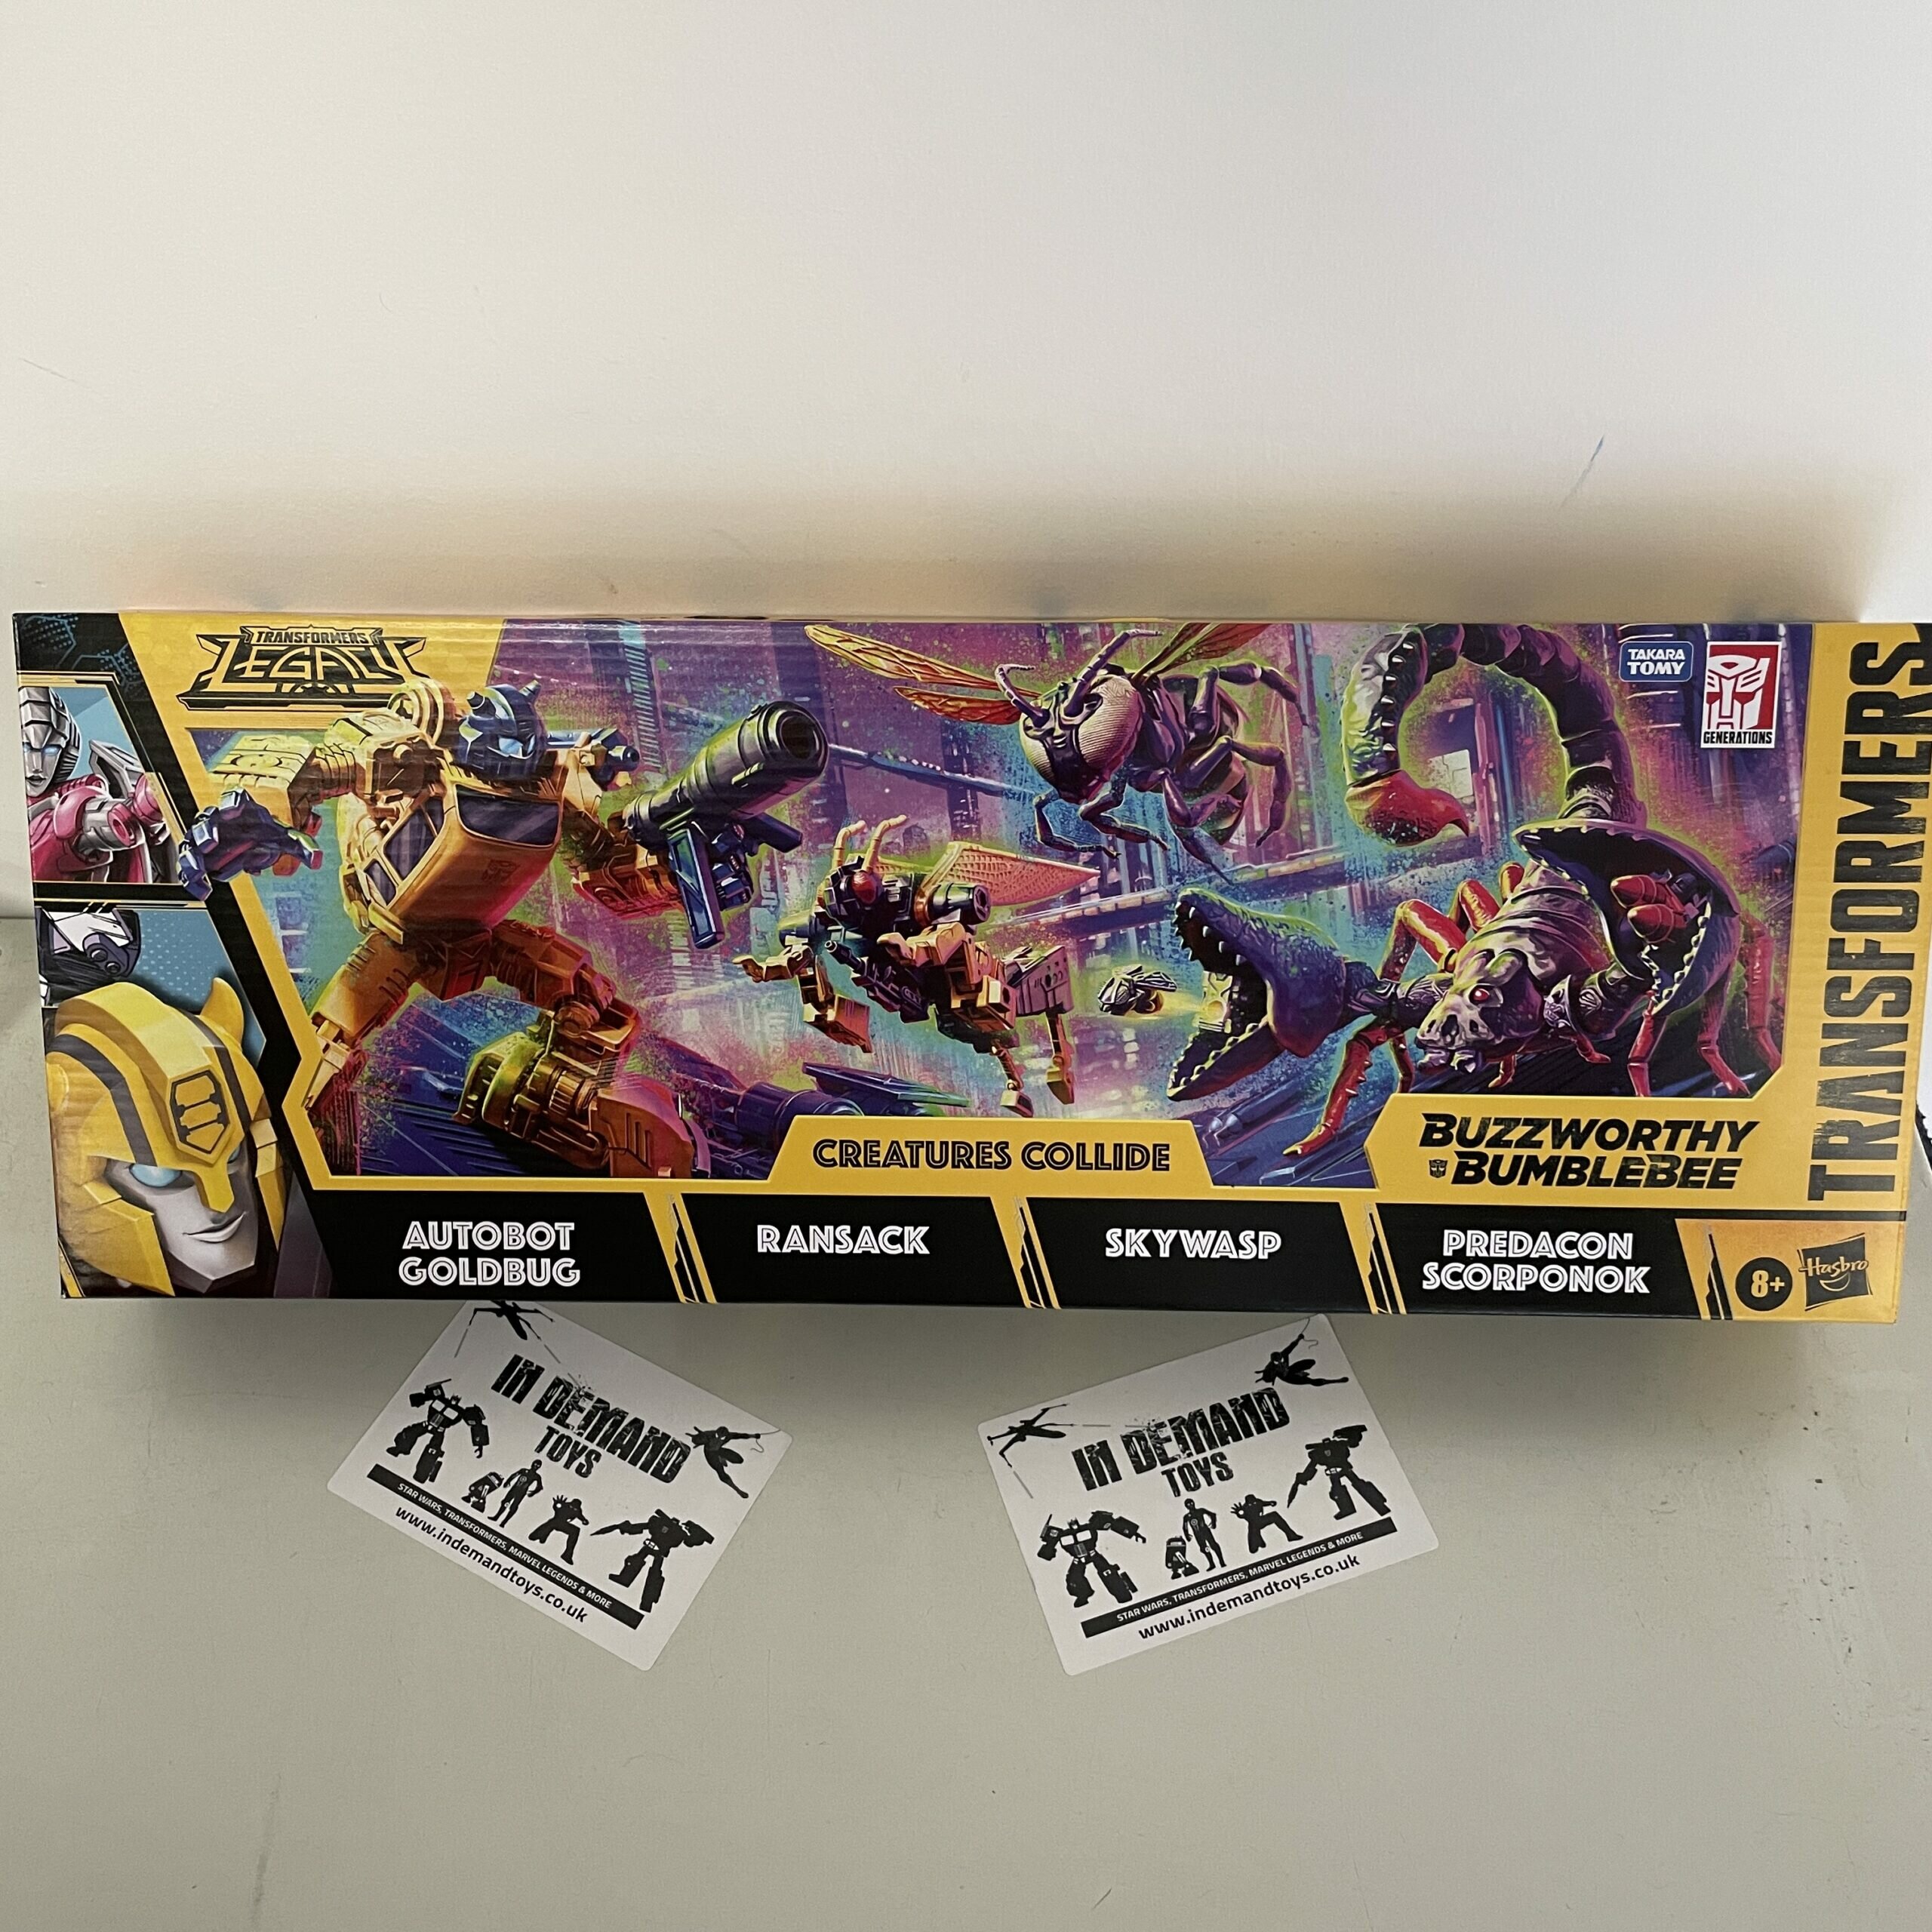 TRANSFORMERS
LEGACY
TAKARA
TOMY
GENERATIONS
TRANSFORMERS
CREATURES COLLIDE
BUZZWORTHY
BUMBLEBEE
AUTOBOT
GOLDBUG
RANSACK
SKYWASP
PREDACON
SCORPONOK
8+
Hasbro
IN DEMAND
TOYS
STAR WARS, TRANSFORMERS, MARVEL LEGENDS & MORE
www.indemandtoys.co.uk
IN DEMAND
TOYS
STAR WARS, TRANSFORMERS, MARVEL LEGENDS & MORE
www.indemandtoys.co.uk